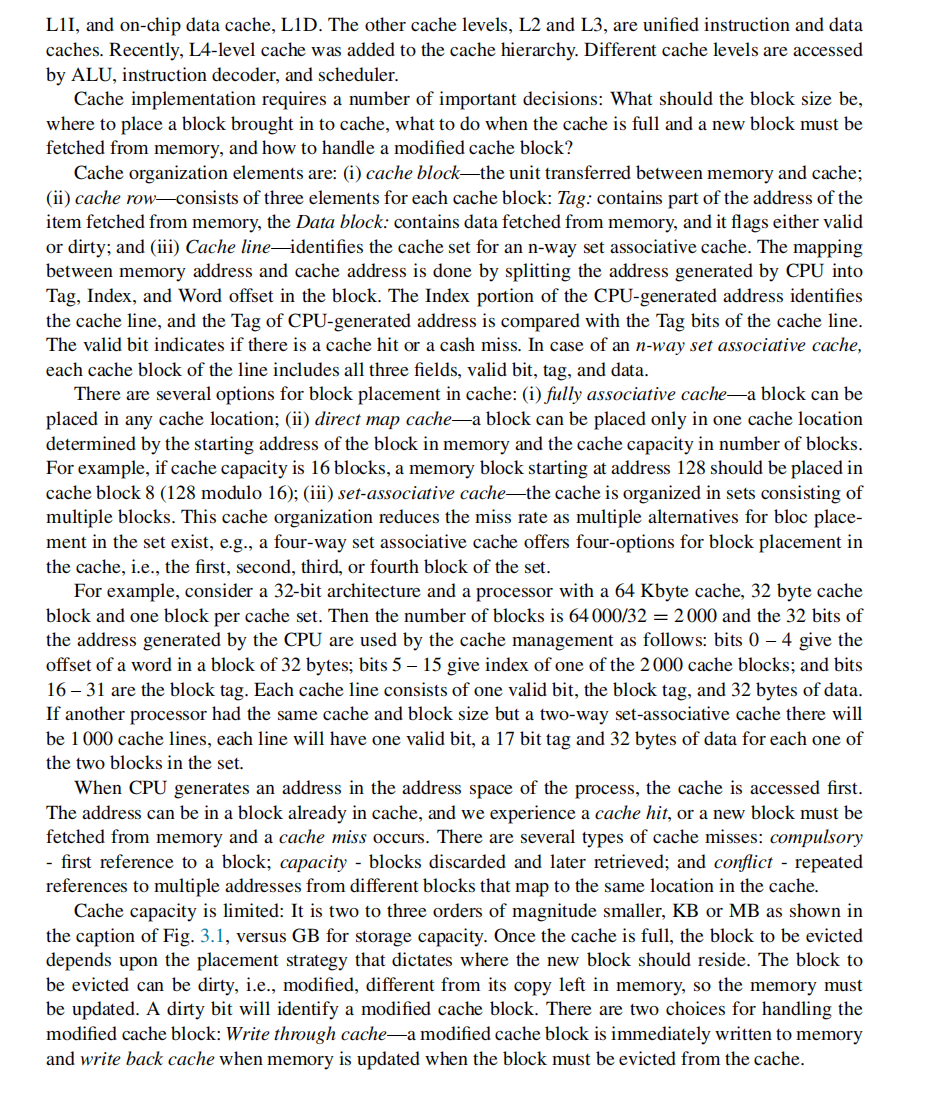 L1I, and on-chip data cache, L1D. The other cache levels, L2 and L3, are unified instruction and data
caches. Recently, L4-level cache was added to the cache hierarchy. Different cache levels are accessed
by ALU, instruction decoder, and scheduler.
Cache implementation requires a number of important decisions: What should the block size be,
where to place a block brought in to cache, what to do when the cache is full and a new block must be
fetched from memory, and how to handle a modified cache block?
Cache organization elements are: (i) cache block—the unit transferred between memory and cache;
(ii) cache row—consists of three elements for each cache block: Tag: contains part of the address of the
item fetched from memory, the Data block: contains data fetched from memory, and it flags either valid
or dirty; and (iii) Cache line—identifies the cache set for an n-way set associative cache. The mapping
between memory address and cache address is done by splitting the address generated by CPU into
Tag, Index, and Word offset in the block. The Index portion of the CPU-generated address identifies
the cache line, and the Tag of CPU-generated address is compared with the Tag bits of the cache line.
The valid bit indicates if there is a cache hit or a cash miss. In case of an n-way set associative cache,
each cache block of the line includes all three fields, valid bit, tag, and data.
There are several options for block placement in cache: (i) fully associative cache—a block can be
placed in any cache location; (ii) direct map cache—a block can be placed only in one cache location
determined by the starting address of the block in memory and the cache capacity in number of blocks.
For example, if cache capacity is 16 blocks, a memory block starting at address 128 should be placed in
cache block 8 (128 modulo 16); (iii) set-associative cache—the cache is organized in sets consisting of
multiple blocks. This cache organization reduces the miss rate as multiple alternatives for bloc place-
ment in the set exist, e.g., a four-way set associative cache offers four-options for block placement in
the cache, i.e., the first, second, third, or fourth block of the set.
For example, consider a 32-bit architecture and a processor with a 64 Kbyte cache, 32 byte cache
block and one block per cache set. Then the number of blocks is 64 000/32 = 2 000 and the 32 bits of
the address generated by the CPU are used by the cache management as follows: bits 0 – 4 give the
offset of a word in a block of 32 bytes; bits 5 – 15 give index of one of the 2 000 cache blocks; and bits
16 – 31 are the block tag. Each cache line consists of one valid bit, the block tag, and 32 bytes of data.
If another processor had the same cache and block size but a two-way set-associative cache there will
be 1 000 cache lines, each line will have one valid bit, a 17 bit tag and 32 bytes of data for each one of
the two blocks in the set.
When CPU generates an address in the address space of the process, the cache is accessed first.
The address can be in a block already in cache, and we experience a cache hit, or a new block must be
fetched from memory and a cache miss occurs. There are several types of cache misses: compulsory
- first reference to a block; capacity - blocks discarded and later retrieved; and conflict - repeated
references to multiple addresses from different blocks that map to the same location in the cache.
Cache capacity is limited: It is two to three orders of magnitude smaller, KB or MB as shown in
the caption of Fig. 3.1, versus GB for storage capacity. Once the cache is full, the block to be evicted
depends upon the placement strategy that dictates where the new block should reside. The block to
be evicted can be dirty, i.e., modified, different from its copy left in memory, so the memory must
be updated. A dirty bit will identify a modified cache block. There are two choices for handling the
modified cache block: Write through cache—a modified cache block is immediately written to memory
and write back cache when memory is updated when the block must be evicted from the cache.